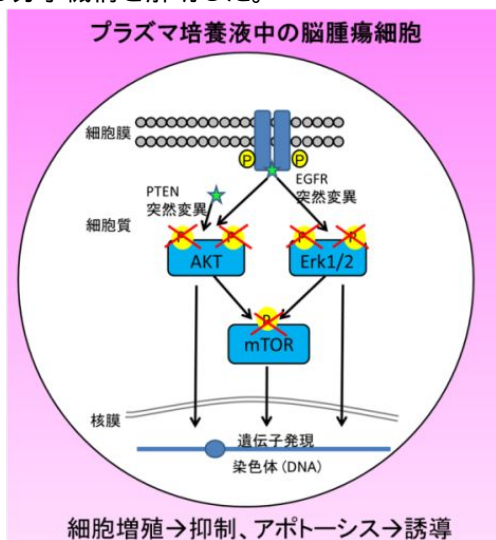 プラズマ培養液中の脳腫瘍細胞
細胞膜
P P
EGFR
突然変異
PTEN
突然変異
細胞質
P P P P
AKT Erk1/2
P
mTOR
核膜
遺伝子発現
染色体(DNA)
細胞増殖→抑制、アポトーシス→誘導